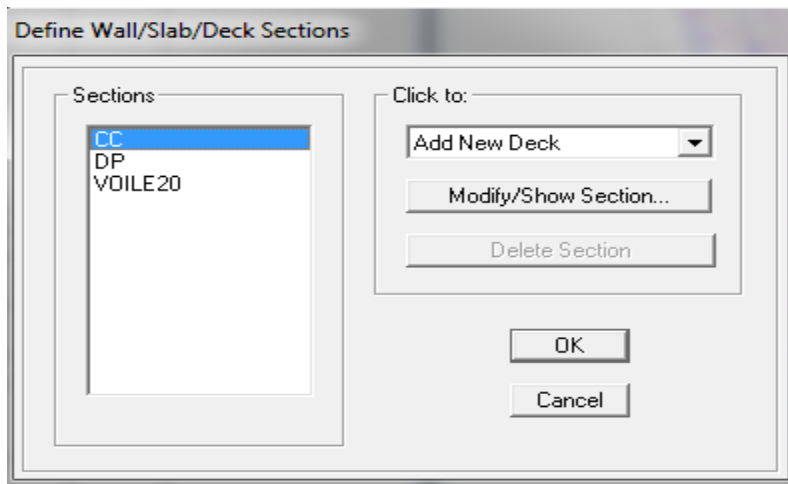 Define Wall/Slab/Deck Sections
Sections
CC
DP
VOILE20
Click to:
Add New Deck
Modify/Show Section...
Delete Section
OK
Cancel